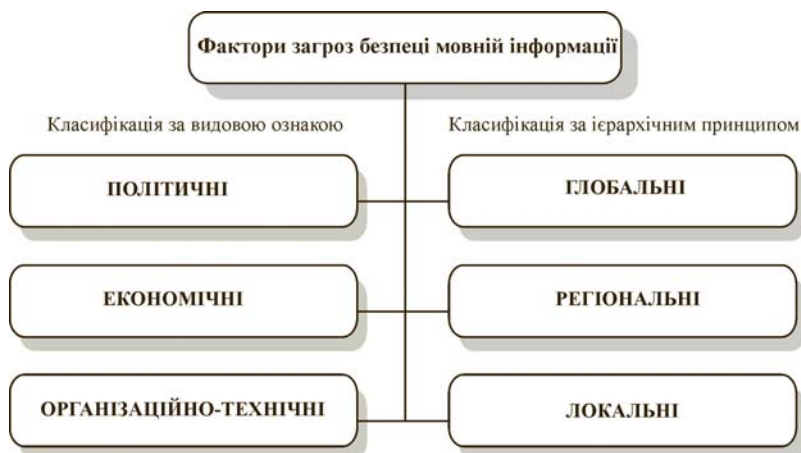 Фактори загроз безпеці мовній інформації
Класифікація за видовою ознакою
Класифікація за ієрархічним принципом
ПОЛІТИЧНІ
ГЛОБАЛЬНІ
ЕКОНОМІЧНІ
РЕГІОНАЛЬНІ
ОРГАНІЗАЦІЙНО-ТЕХНІЧНІ
ЛОКАЛЬНІ